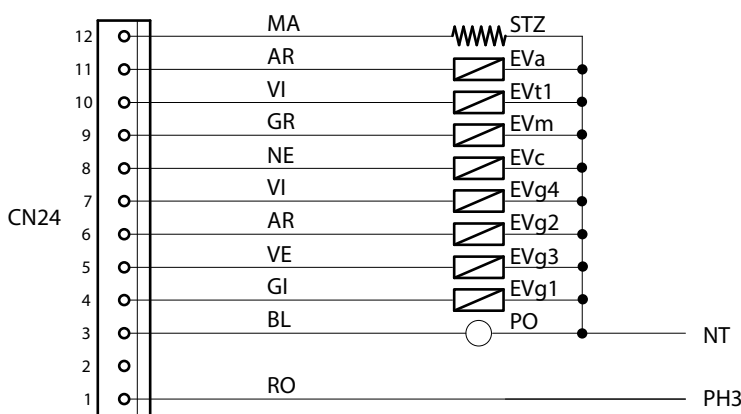 12 MA STZ
11 AR EVa
10 VI EVt1
9 GR EVm
8 NE EVc
7 VI EVg4
CN24
6 AR EVg2
5 VE EVg3
4 GI EVg1
3 BL PO NT
2
1 RO PH3